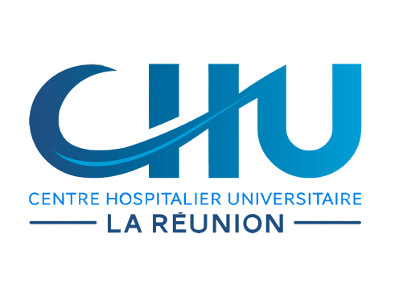 CHU
CENTRE HOSPITALIER UNIVERSITAIRE
LA RÉUNION